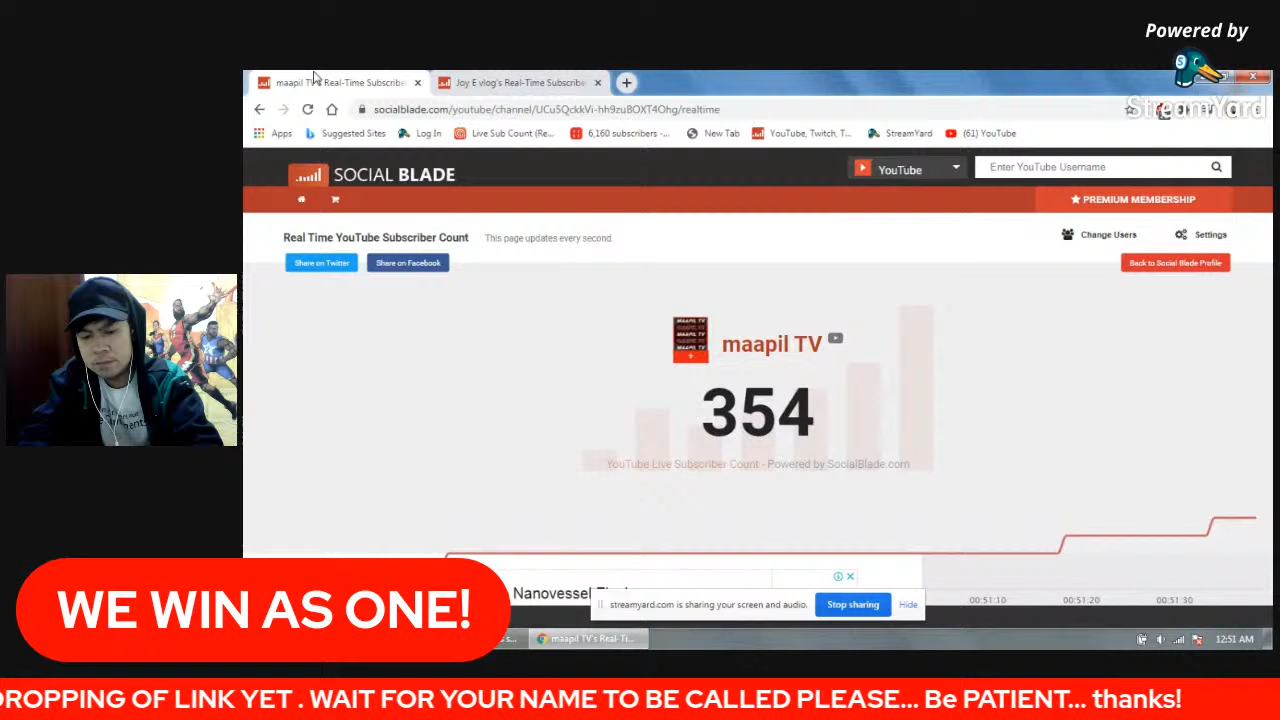 Powered by
StreamYard
maapil TV's Real-Time Subscribe
Joy E vlog's Real-Time Subscribe
socialblade.com/youtube/channel/UCu5QckkVi-hh9zuBOXT4Ohg/realtime
Apps Suggested Sites Log In Live Sub Count (Re... 6,160 subscribers -... New Tab YouTube, Twitch, T... StreamYard (61) YouTube
SOCIAL BLADE
YouTube
Enter YouTube Username
PREMIUM MEMBERSHIP
Real Time YouTube Subscriber Count This page updates every second.
Change Users Settings
Share on Twitter Share on Facebook
Back to Social Blade Profile
MAAPIL TV
maapil TV
354
YouTube Live Subscriber Count - Powered by SocialBlade.com
Nanovessel
streamyard.com is sharing your screen and audio. Stop sharing Hide
00:51:10 00:51:20 00:51:30
maapil TV's Real-Ti...
12:51 AM
WE WIN AS ONE!
DROPPING OF LINK YET . WAIT FOR YOUR NAME TO BE CALLED PLEASE... Be PATIENT... thanks!